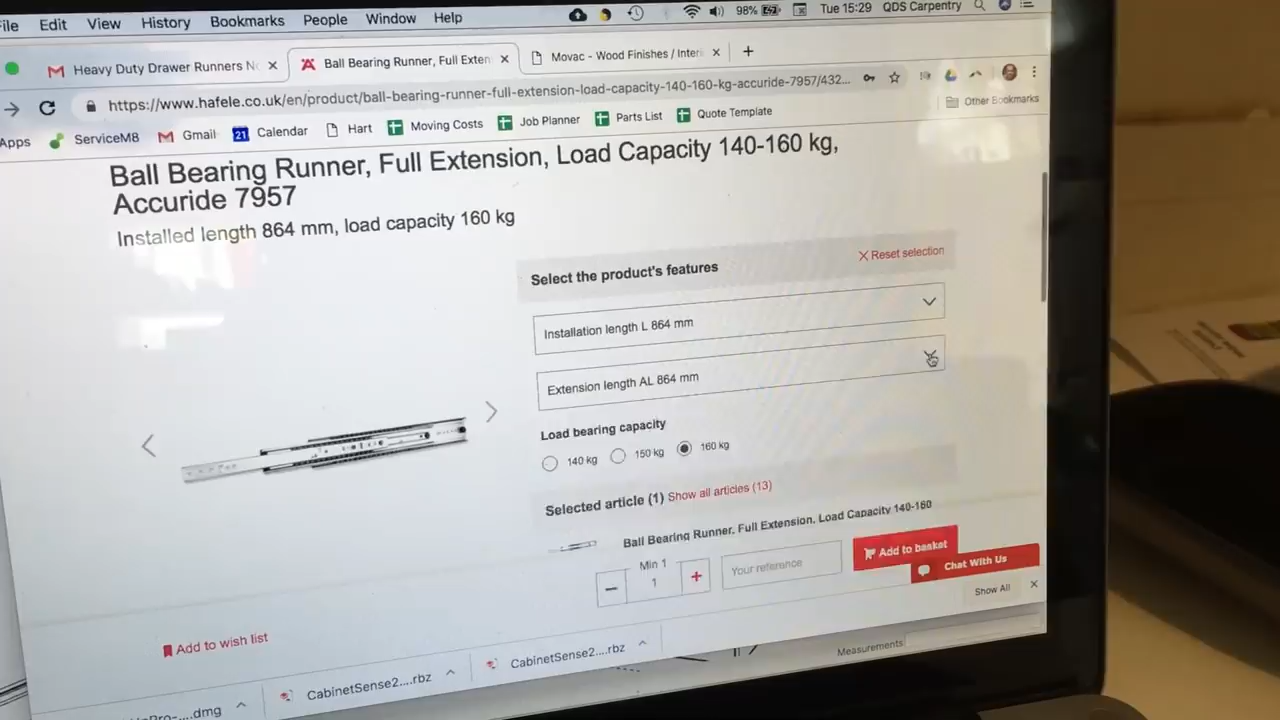 File Edit View History Bookmarks People Window Help 98% Tue 15:29 QDS Carpentry
Heavy Duty Drawer Runners N Ball Bearing Runner, Full Exten Movac - Wood Finishes / Inter
https://www.hafele.co.uk/en/product/ball-bearing-runner-full-extension-load-capacity-140-160-kg-accuride-7957/432...
Apps ServiceM8 Gmail 21 Calendar Hart Moving Costs Job Planner Parts List Quote Template Other Bookmarks
Ball Bearing Runner, Full Extension, Load Capacity 140-160 kg,
Accuride 7957
Installed length 864 mm, load capacity 160 kg
Select the product's features
Reset selection
Installation length L 864 mm
Extension length AL 864 mm
Load bearing capacity
140 kg 150 kg 160 kg
Selected article (1) Show all articles (13)
Ball Bearing Runner, Full Extension, Load Capacity 140-160
Min 1
1
Your reference
Add to basket
Chat With Us
Show All
Add to wish list
CabinetSense2....rbz
CabinetSense2....rbz
Measurements